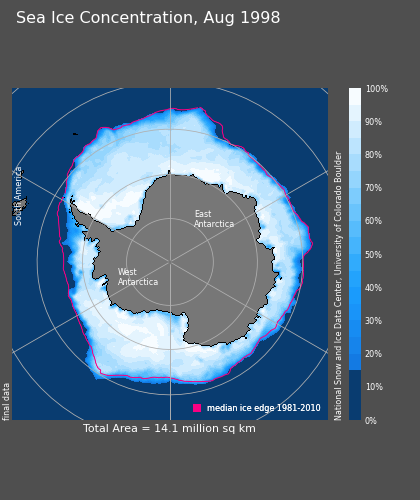 Sea Ice Concentration, Aug 1998
South America
East
Antarctica
West
Antarctica
final data
median ice edge 1981-2010
Total Area = 14.1 million sq km
National Snow and Ice Data Center, University of Colorado Boulder
100%
90%
80%
70%
60%
50%
40%
30%
20%
10%
0%